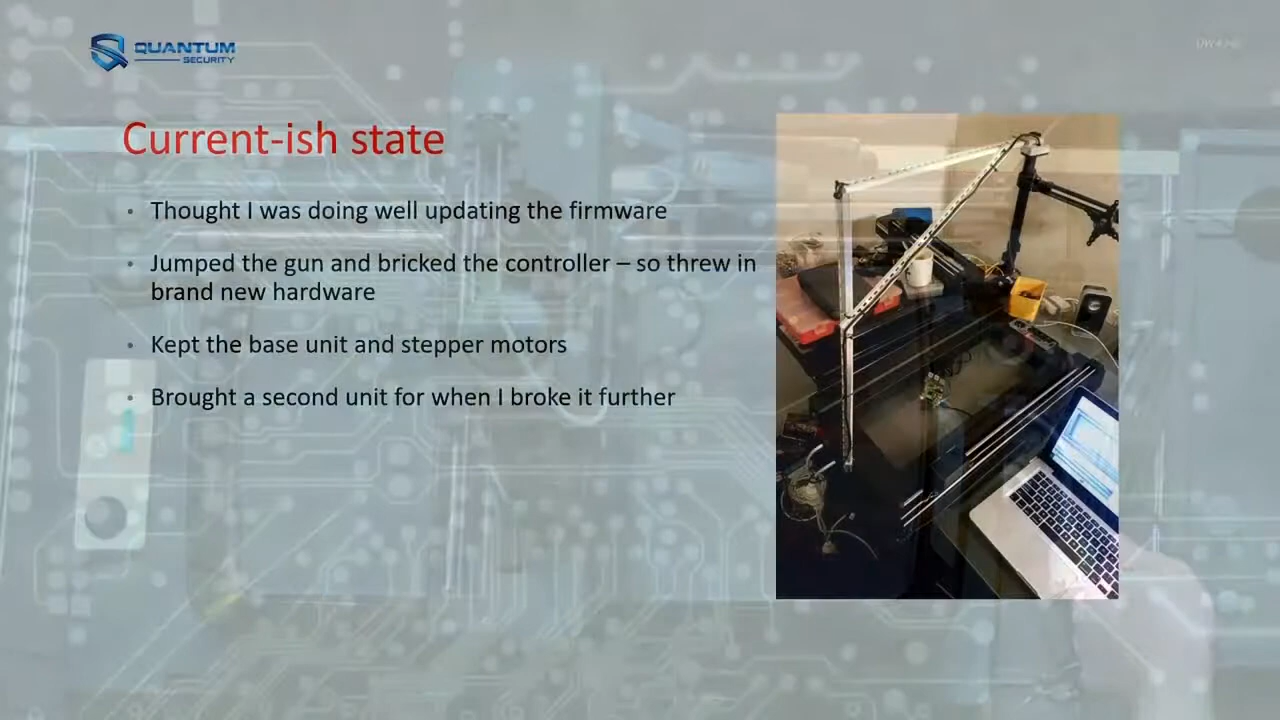 QUANTUM
SECURITY
Current-ish state
• Thought I was doing well updating the firmware
• Jumped the gun and bricked the controller – so threw in
brand new hardware
• Kept the base unit and stepper motors
• Brought a second unit for when I broke it further